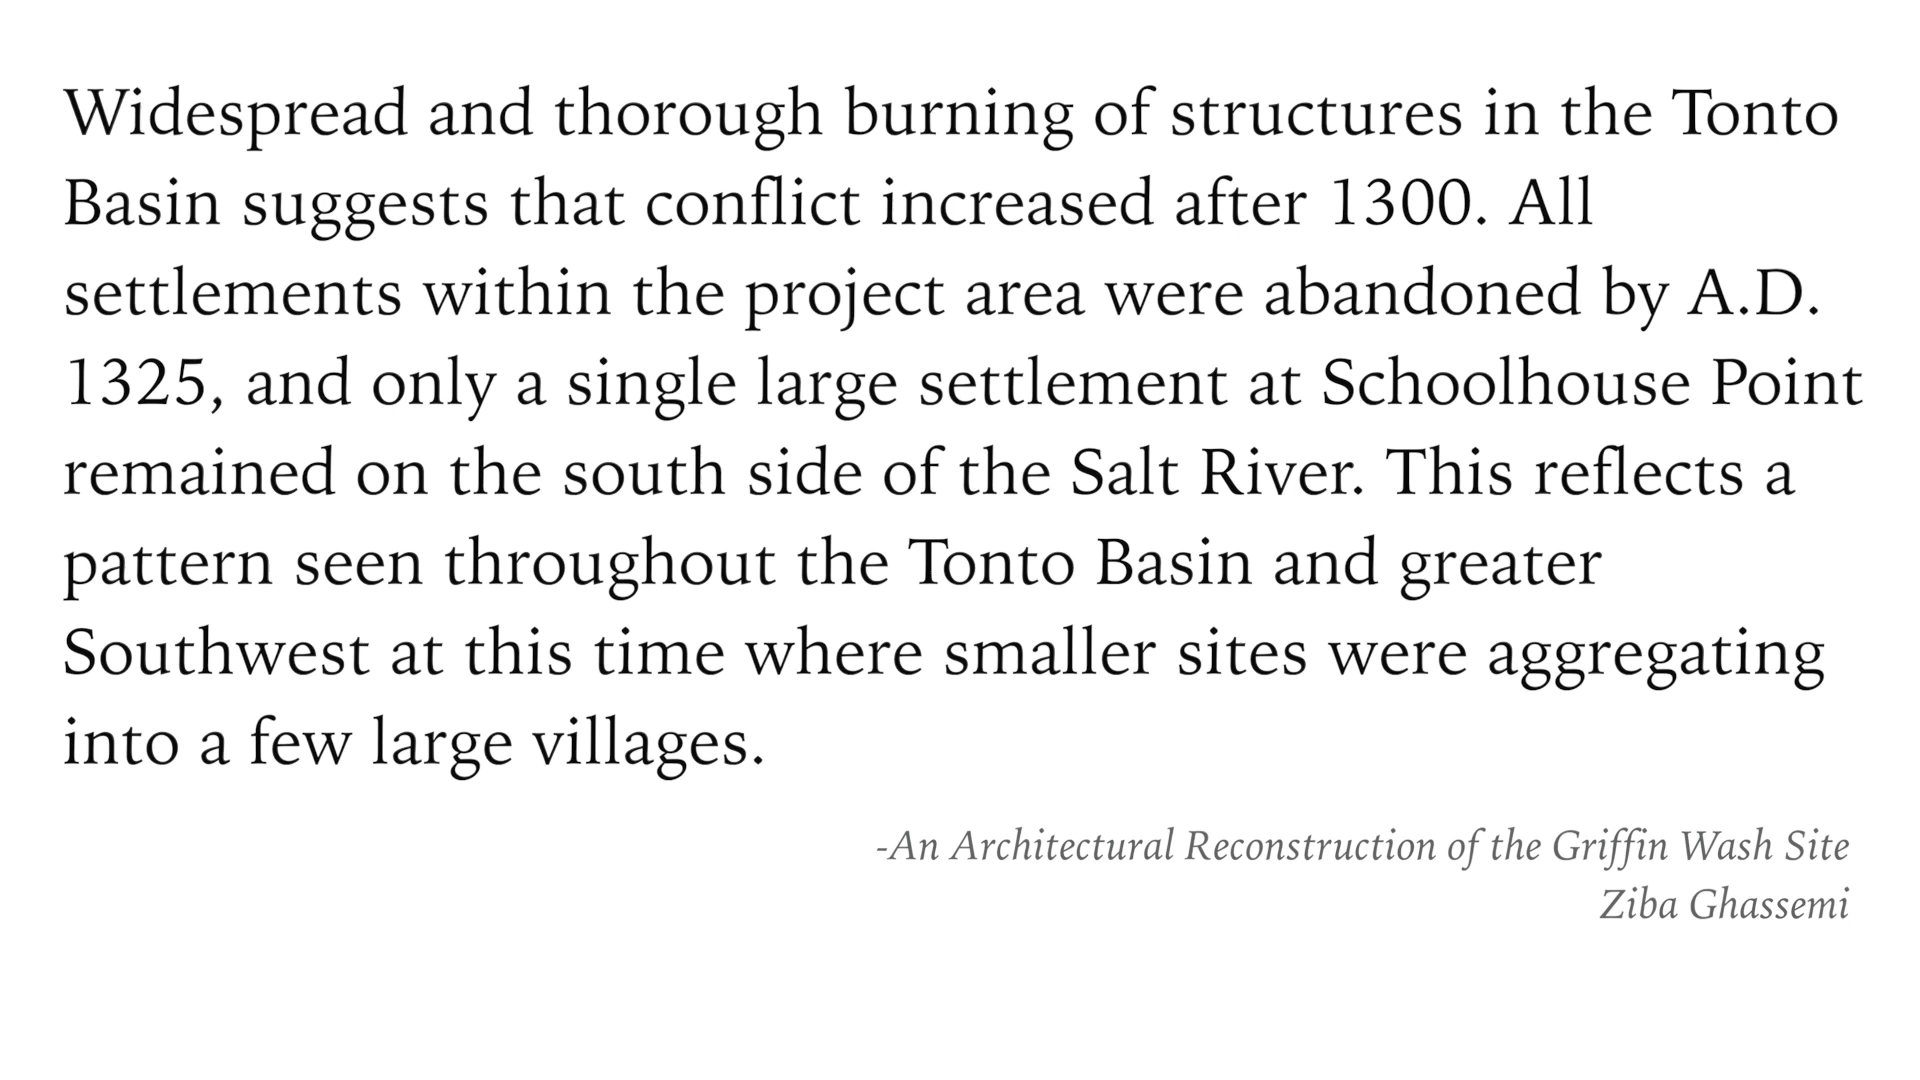 Widespread and thorough burning of structures in the Tonto
Basin suggests that conflict increased after 1300. All
settlements within the project area were abandoned by A.D.
1325, and only a single large settlement at Schoolhouse Point
remained on the south side of the Salt River. This reflects a
pattern seen throughout the Tonto Basin and greater
Southwest at this time where smaller sites were aggregating
into a few large villages.
-An Architectural Reconstruction of the Griffin Wash Site
Ziba Ghassemi